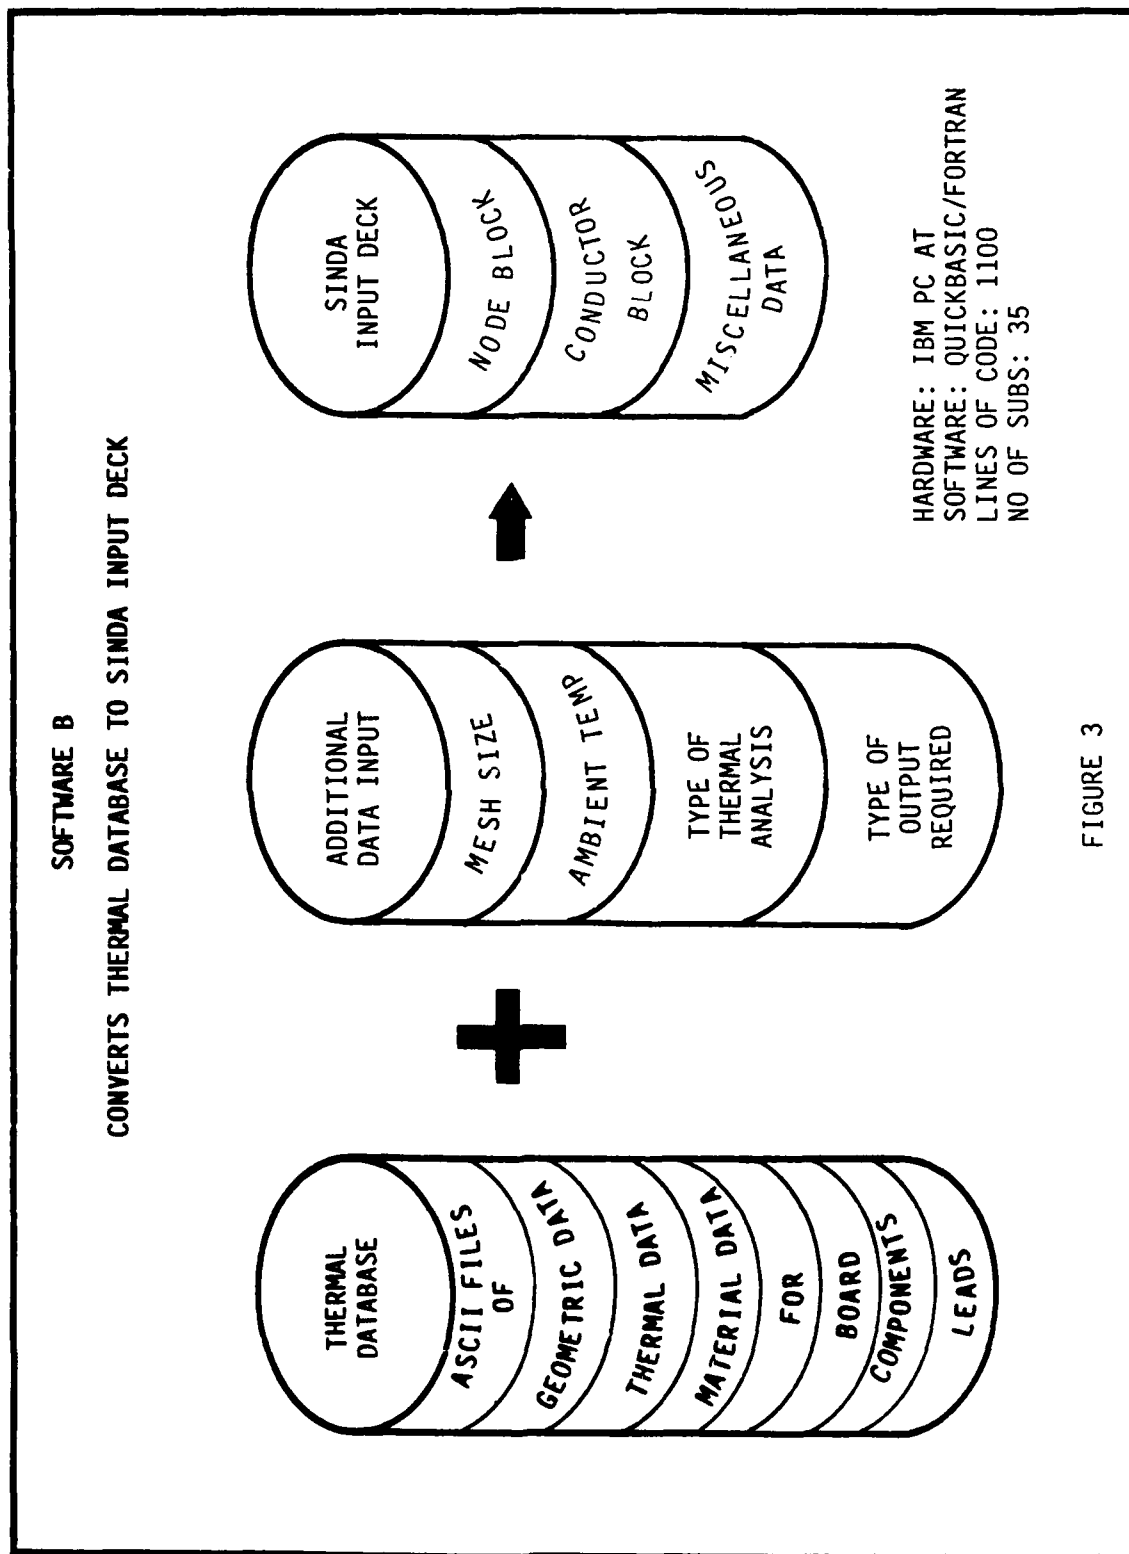 SOFTWARE B
CONVERTS THERMAL DATABASE TO SINDA INPUT DECK
THERMAL
DATABASE
ASCII FILES
OF
GEOMETRIC DATA
THERMAL DATA
MATERIAL DATA
FOR
BOARD
COMPONENTS
LEADS
ADDITIONAL
DATA INPUT
MESH SIZE
AMBIENT TEMP
TYPE OF
THERMAL
ANALYSIS
TYPE OF
OUTPUT
REQUIRED
SINDA
INPUT DECK
NODE BLOCK
CONDUCTOR
BLOCK
MISCELLANEOUS
DATA
HARDWARE: IBM PC AT
SOFTWARE: QUICKBASIC/FORTRAN
LINES OF CODE: 1100
NO OF SUBS: 35
FIGURE 3